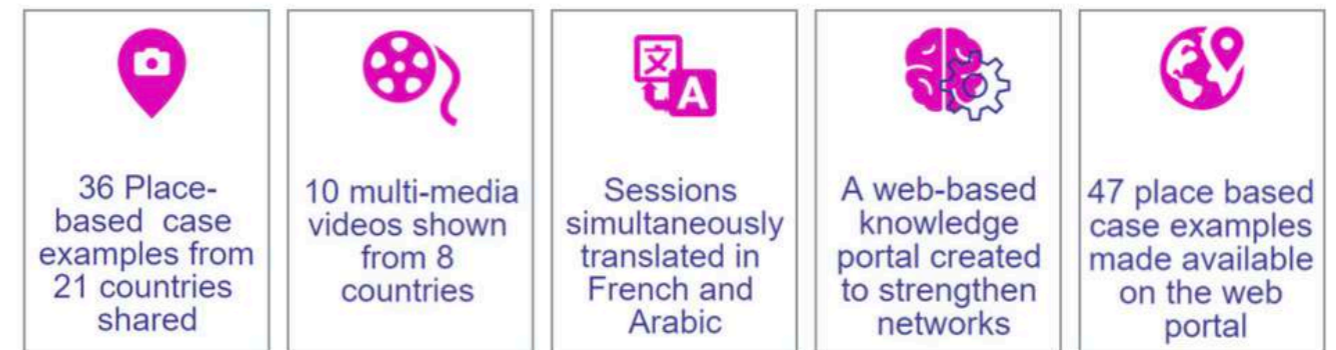 文
A
36 Place-
based case
examples from
21 countries
shared
10 multi-media
videos shown
from 8
countries
Sessions
simultaneously
translated in
French and
Arabic
A web-based
knowledge
portal created
to strengthen
networks
47 place based
case examples
made available
on the web
portal